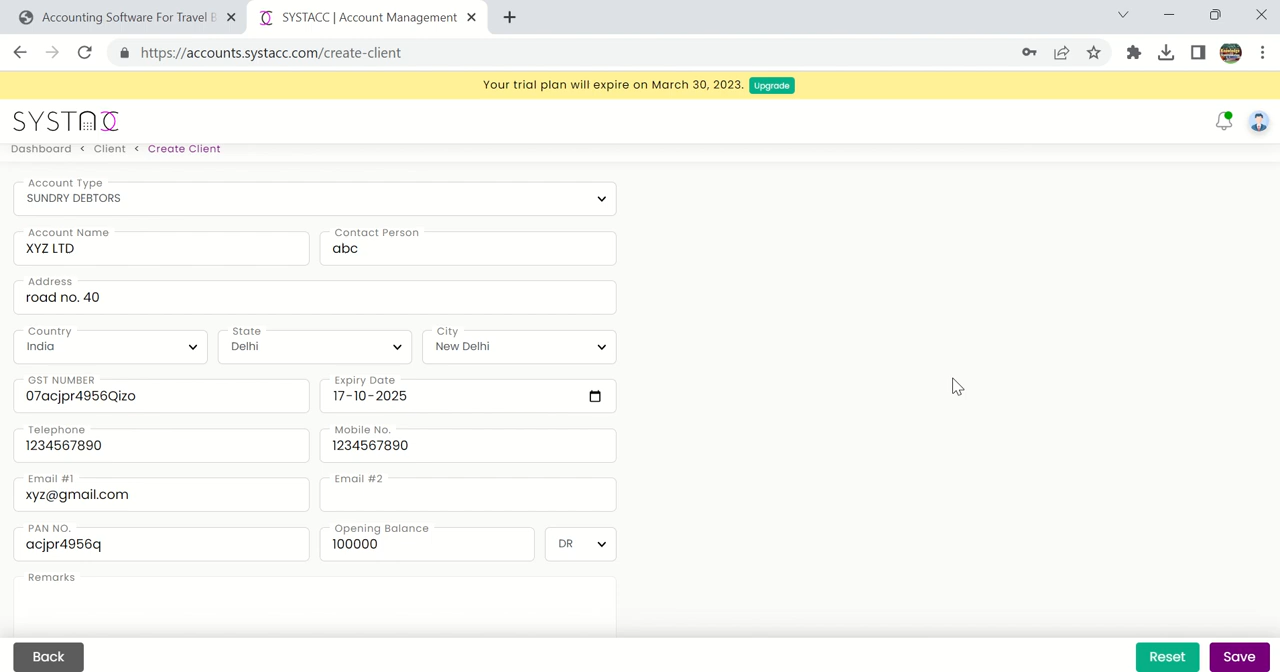 Accounting Software For Travel B
SYSTACC | Account Management
https://accounts.systacc.com/create-client
Your trial plan will expire on March 30, 2023. Upgrade
SYSTACC
Dashboard < Client < Create Client
Account Type
SUNDRY DEBTORS
Account Name
XYZ LTD
Contact Person
abc
Address
road no. 40
Country
India
State
Delhi
City
New Delhi
GST NUMBER
07acjpr4956Qizo
Expiry Date
17-10-2025
Telephone
1234567890
Mobile No.
1234567890
Email #1
xyz@gmail.com
Email #2
PAN NO.
acjpr4956q
Opening Balance
100000
DR
Remarks
Back
Reset
Save